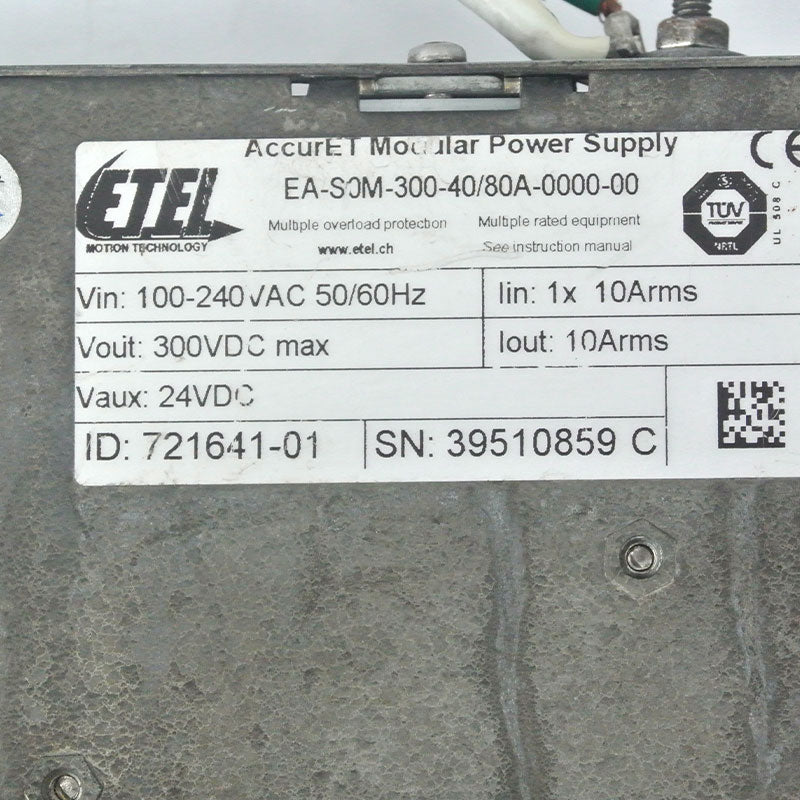 AccurET Modular Power Supply
ETEL
MOTION TECHNOLOGY
EA-S0M-300-40/80A-0000-00
Multiple overload protection
Multiple rated equipment
www.etel.ch
See instruction manual
CE
TÜV
NRTL
UL 508 C
Vin: 100-240VAC 50/60Hz
Iin: 1x 10Arms
Vout: 300VDC max
Iout: 10Arms
Vaux: 24VDC
ID: 721641-01
SN: 39510859 C